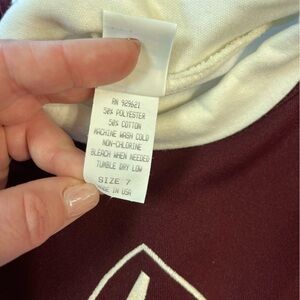 RN 929621
50% POLYESTER
50% COTTON
MACHINE WASH COLD
NON-CHLORINE
BLEACH WHEN NEEDED
TUMBLE DRY LOW
SIZE 7
MADE IN USA